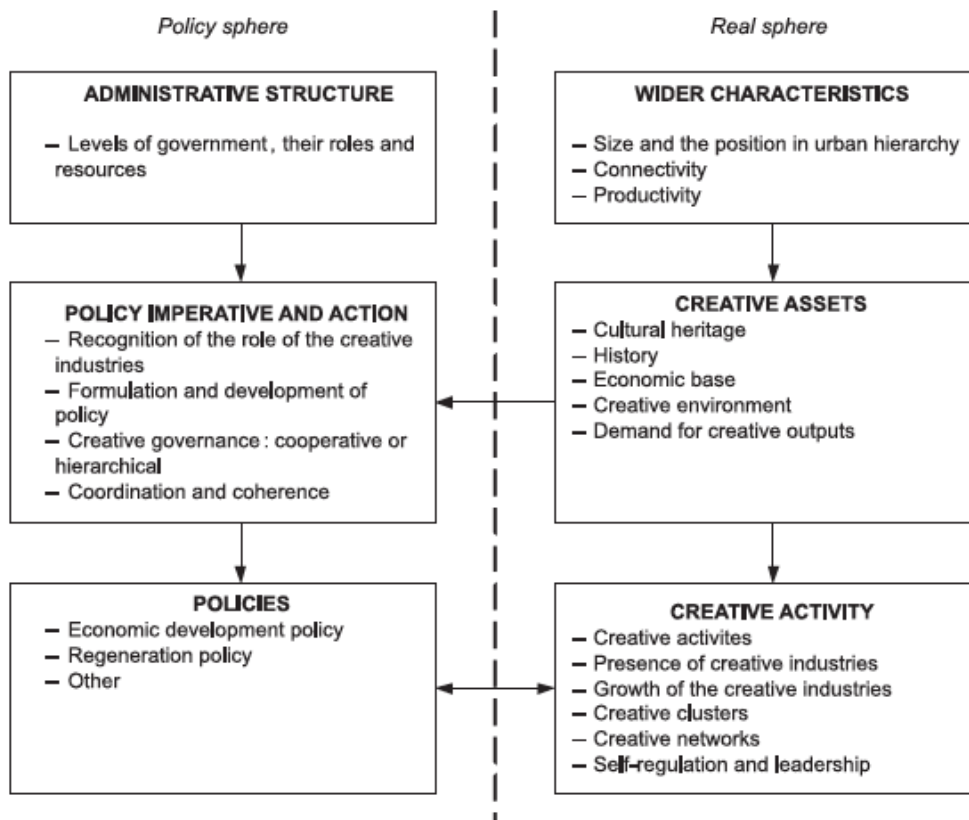 Policy sphere
Real sphere
ADMINISTRATIVE STRUCTURE
– Levels of government, their roles and
resources
WIDER CHARACTERISTICS
– Size and the position in urban hierarchy
– Connectivity
– Productivity
POLICY IMPERATIVE AND ACTION
– Recognition of the role of the creative
industries
– Formulation and development of
policy
– Creative governance: cooperative or
hierarchical
– Coordination and coherence
CREATIVE ASSETS
– Cultural heritage
– History
– Economic base
– Creative environment
– Demand for creative outputs
POLICIES
– Economic development policy
– Regeneration policy
– Other
CREATIVE ACTIVITY
– Creative activites
– Presence of creative industries
– Growth of the creative industries
– Creative clusters
– Creative networks
– Self-regulation and leadership